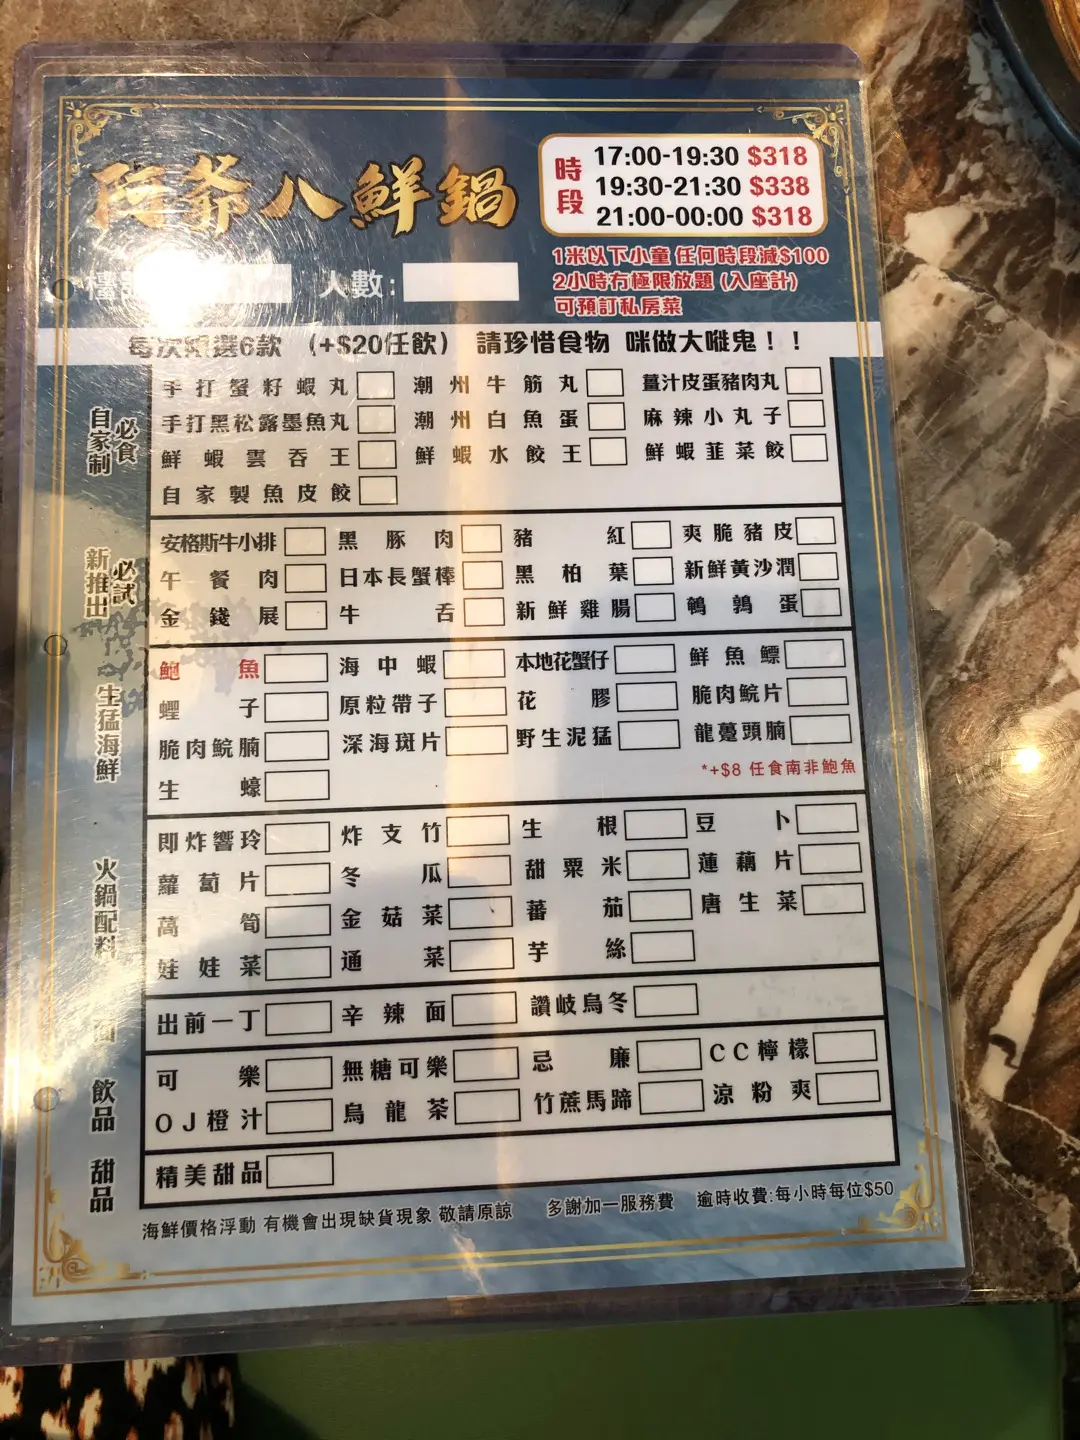 阿爺八鮮鍋
時段
17:00-19:30 $318
19:30-21:30 $338
21:00-00:00 $318
1米以下小童 任何時段減$100
2小時冇極限放題 (入座計)
可預訂私房菜
人數:
每次 選6款 (+$20任飲) 請珍惜食物 咪做大嘥鬼!!
自家制 必食
手打蟹籽蝦丸 潮州牛筋丸 薑汁皮蛋豬肉丸
手打黑松露墨魚丸 潮州白魚蛋 麻辣小丸子
鮮蝦雲吞王 鮮蝦水餃王 鮮蝦韮菜餃
自家製魚皮餃
新推出 必試
安格斯牛小排 黑豚肉 豬紅 爽脆豬皮
午餐肉 日本長蟹棒 黑柏葉 新鮮黃沙潤
金錢展 牛舌 新鮮雞腸 鵪鶉蛋
生猛海鮮
鮑魚 海中蝦 本地花蟹仔 鮮魚鰾
蟶子 原粒帶子 花膠 脆肉鯇片
脆肉鯇腩 深海斑片 野生泥猛 龍躉頭腩
生蠔
*+$8 任食南非鮑魚
火鍋配料
即炸響玲 炸支竹 生根 豆卜
蘿蔔片 冬瓜 甜粟米 蓮藕片
萵筍 金菇菜 蕃茄 唐生菜
娃娃菜 通菜 芋絲
面
出前一丁 辛辣面 讚岐烏冬
飲品
可樂 無糖可樂 忌廉 CC檸檬
OJ橙汁 烏龍茶 竹蔗馬蹄 涼粉爽
甜品
精美甜品
海鮮價格浮動 有機會出現缺貨現象 敬請原諒 多謝加一服務費 逾時收費:每小時每位$50